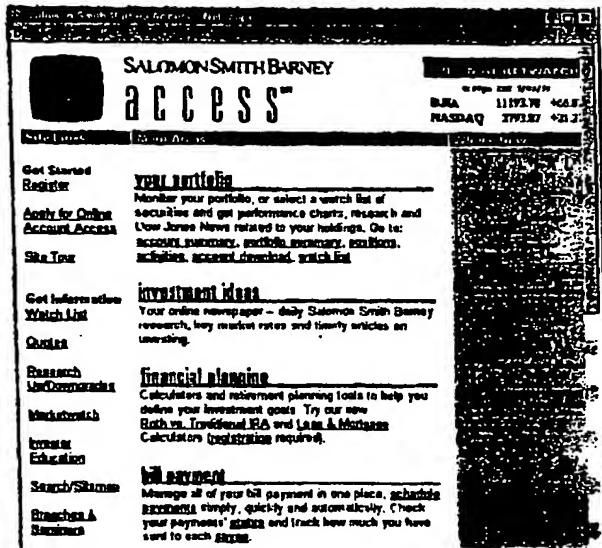 SALOMON SMITH BARNEY
access
DJIA
NASDAQ
Site Links
Main Areas
Get Started
Register
Apply for Online
Account Access
Site Tour
Get Information
Watch List
Quotes
Research
Up/Downgrades
Marketwatch
Investor
Education
Search/Sitemap
Branches &
Seminars
your portfolio
Monitor your portfolio, or select a watch list of
securities and get performance charts, research and
Dow Jones News related to your holdings. Go to:
account summary, portfolio summary, positions,
activities, account download, watch list
investment ideas
Your online newspaper – daily Salomon Smith Barney
research, key market rates and timely articles on
investing.
financial planning
Calculators and retirement planning tools to help you
define your investment goals. Try our new
Roth vs. Traditional IRA and Loan & Mortgage
Calculators (registration required).
bill payment
Manage all of your bill payment in one place, schedule
payments simply, quickly and automatically. Check
your payments' status and track how much you have
sent to each payee.